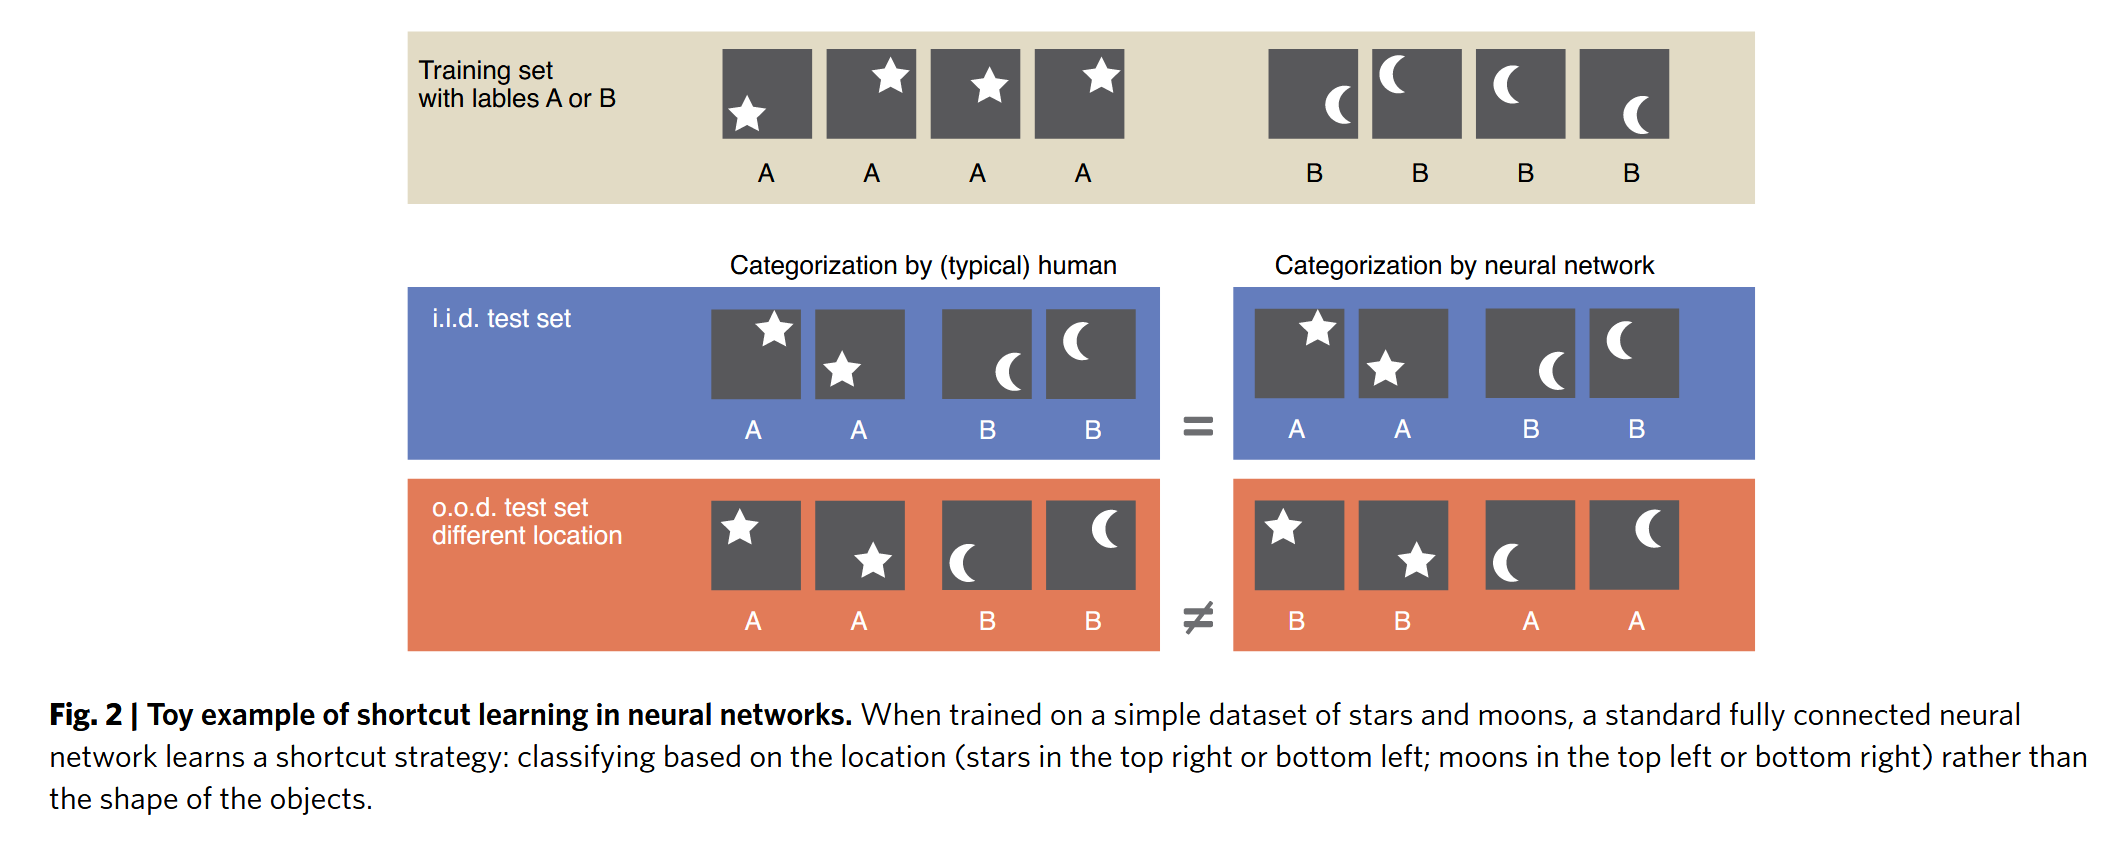 Training set
with lables A or B
A A A A B B B B
Categorization by (typical) human Categorization by neural network
i.i.d. test set
A A B B = A A B B
o.o.d. test set
different location
A A B B ≠ B B A A
Fig. 2 | Toy example of shortcut learning in neural networks. When trained on a simple dataset of stars and moons, a standard fully connected neural
network learns a shortcut strategy: classifying based on the location (stars in the top right or bottom left; moons in the top left or bottom right) rather than
the shape of the objects.